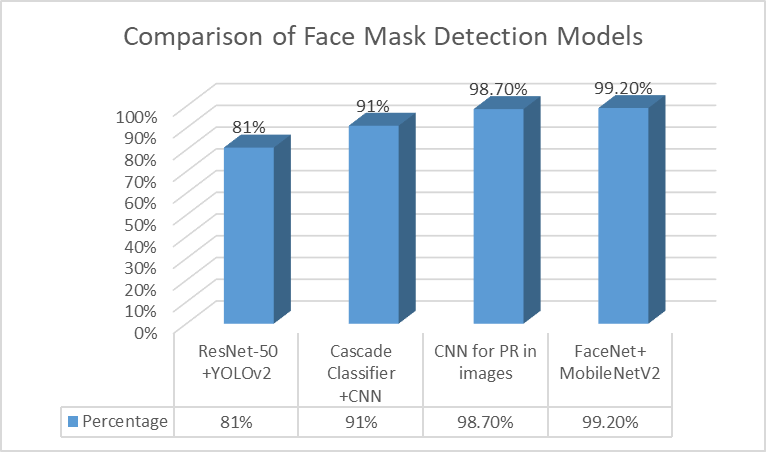 Comparison of Face Mask Detection Models
100%
90%
80%
70%
60%
50%
40%
30%
20%
10%
0%
81%
91%
98.70%
99.20%
ResNet-50
+YOLOv2
Cascade
Classifier
+CNN
CNN for PR in
images
FaceNet+
MobileNetV2
Percentage
81%
91%
98.70%
99.20%